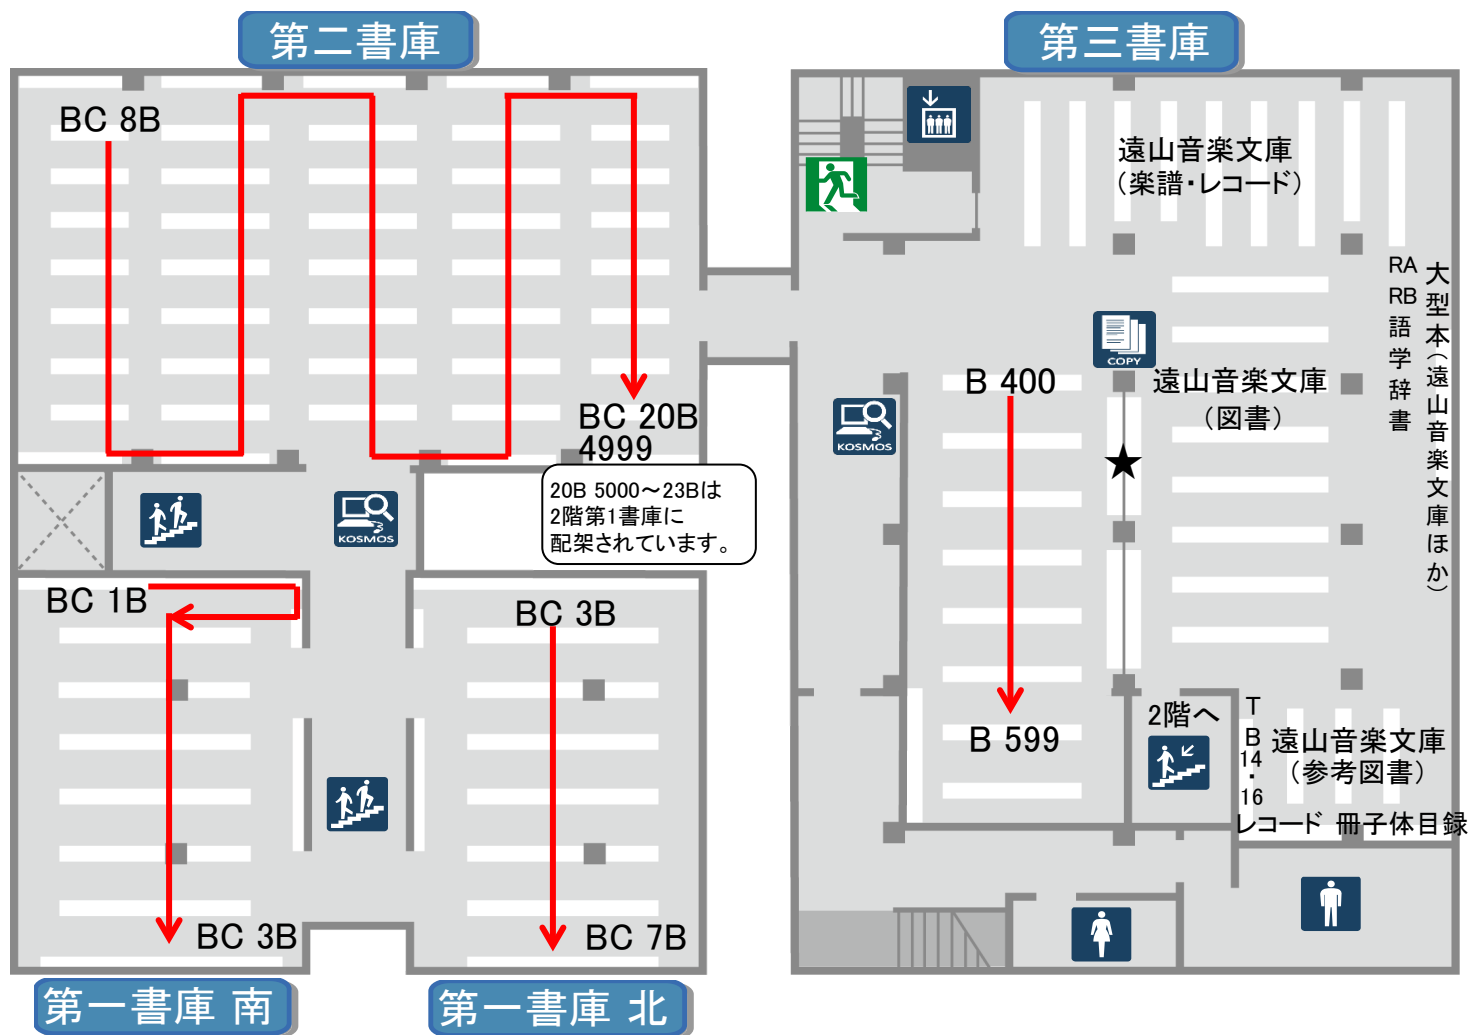 第二書庫
第三書庫
BC 8B
BC 20B
4999
20B 5000～23Bは
2階第1書庫に
配架されています。
KOSMOS
BC 1B
BC 3B
第一書庫 南
BC 3B
BC 7B
第一書庫 北
遠山音楽文庫
（楽譜・レコード）
COPY
遠山音楽文庫
（図書）
KOSMOS
B 400
★
B 599
RA
RB
語学辞書
大型本（遠山音楽文庫ほか）
2階へ
TB14・16
遠山音楽文庫
（参考図書）
レコード 冊子体目録